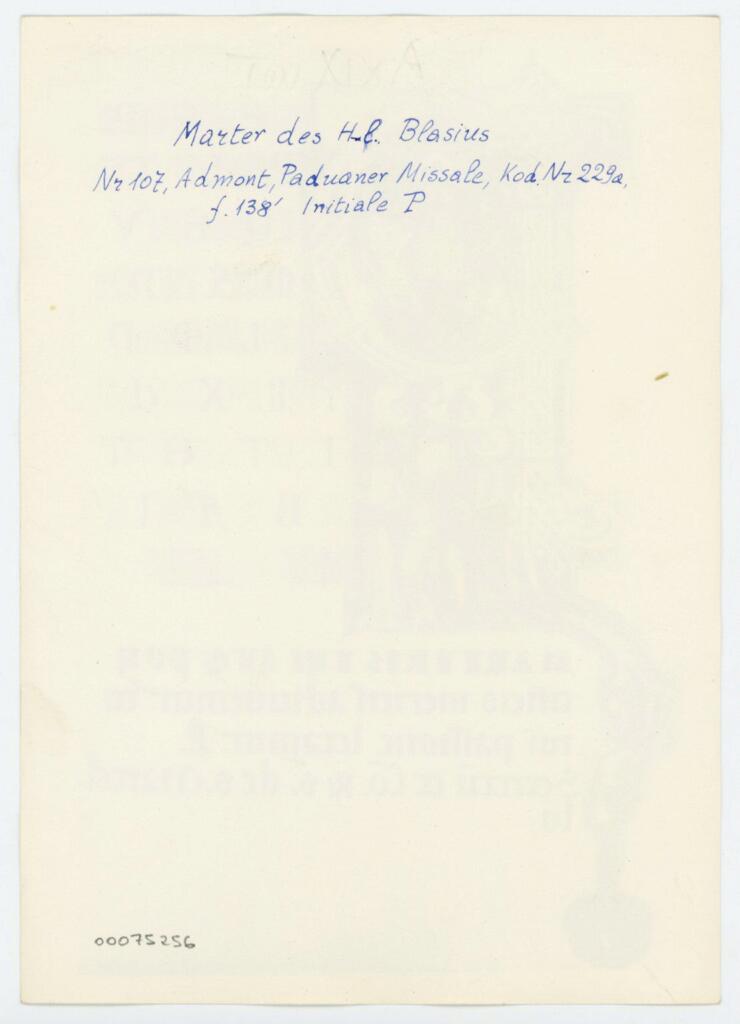 Marter des Hl. Blasius
Nr 107, Admont, Paduaner Missale, Kod. Nr 229a,
f. 138' Initiale P
00075256